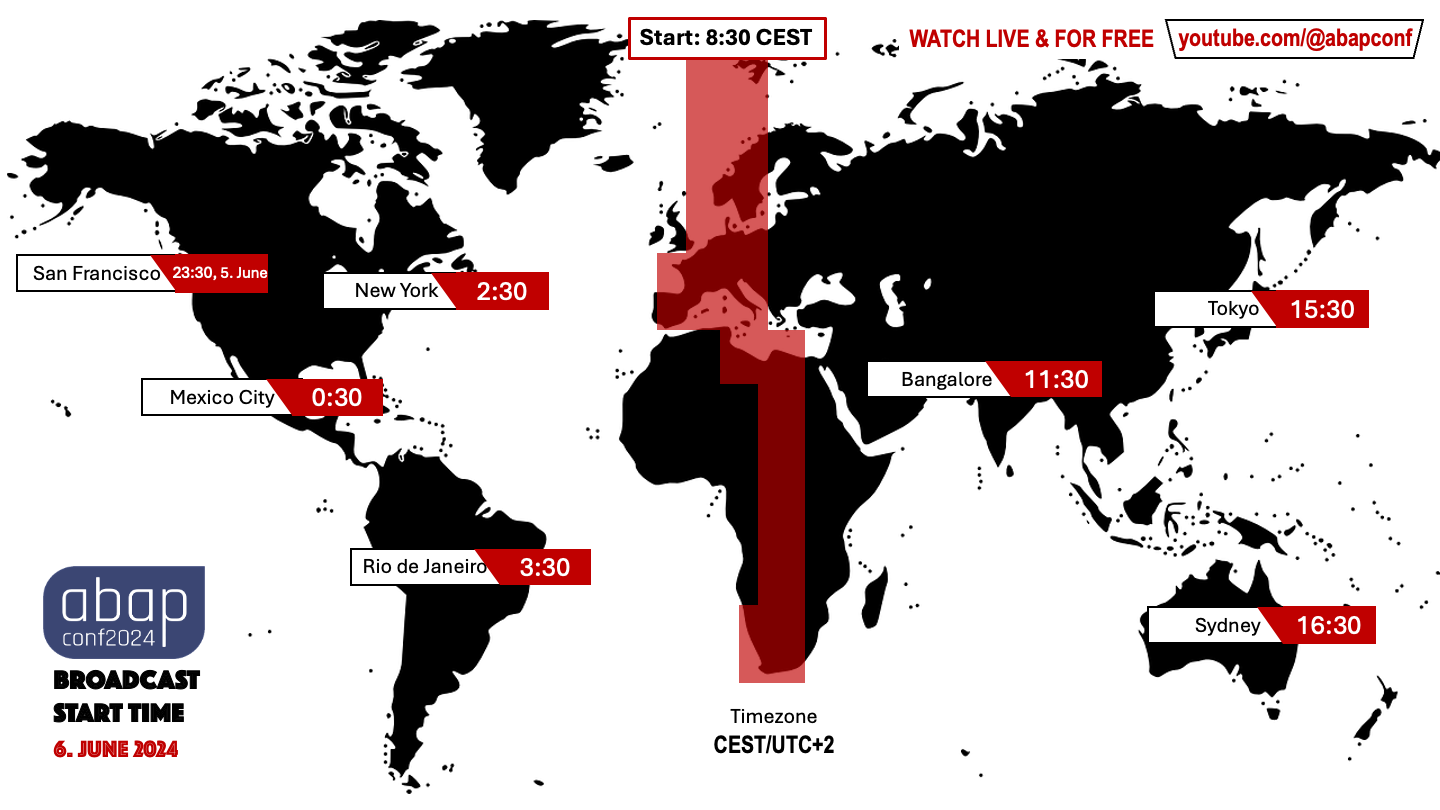 Start: 8:30 CEST
WATCH LIVE & FOR FREE
youtube.com/@abapconf
San Francisco 23:30, 5. June
New York 2:30
Tokyo 15:30
Bangalore 11:30
Mexico City 0:30
Rio de Janeiro 3:30
Sydney 16:30
abap
conf2024
BROADCAST
START TIME
6. JUNE 2024
Timezone
CEST/UTC+2